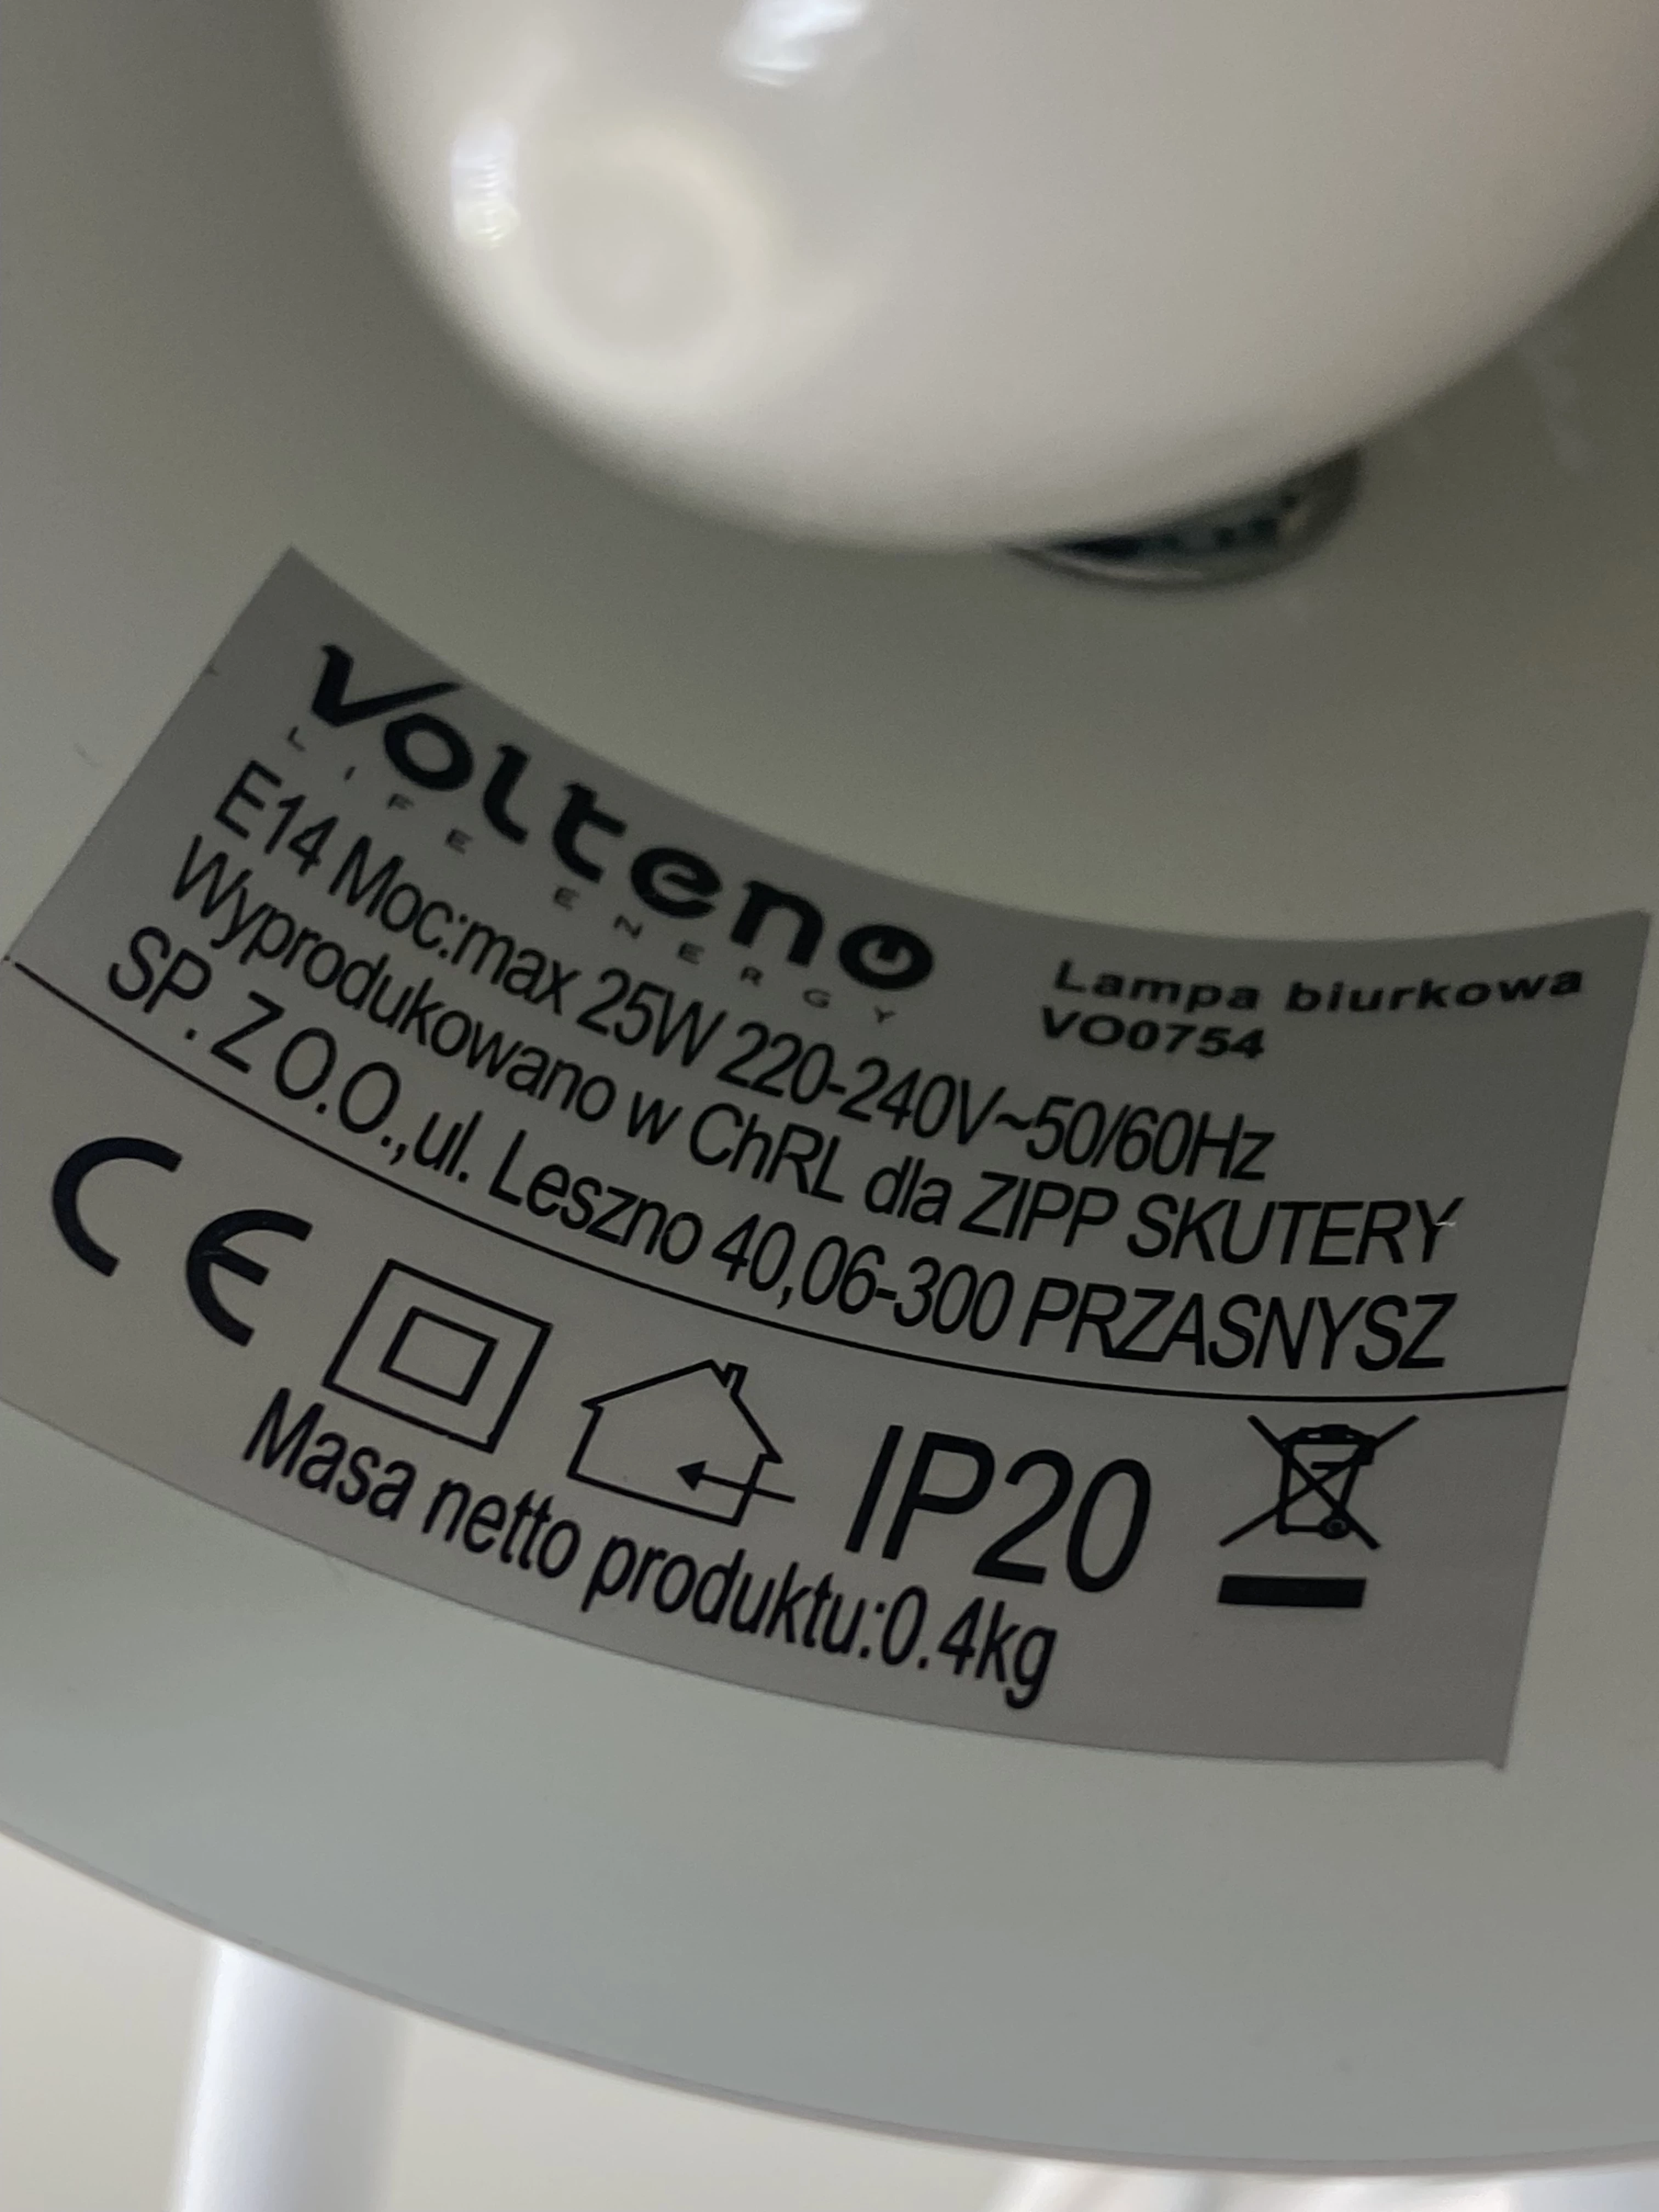 Volteno
LIFE ENERGY
Lampa biurkowa
VO0754
E14 Moc:max 25W 220-240V~50/60Hz
Wyprodukowano w ChRL dla ZIPP SKUTERY
SP. Z O.O.,ul. Leszno 40,06-300 PRZASNYSZ
CE IP20
Masa netto produktu:0.4kg